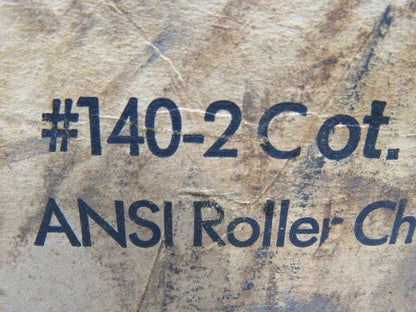 #140-2 Cot.
ANSI Roller Ch